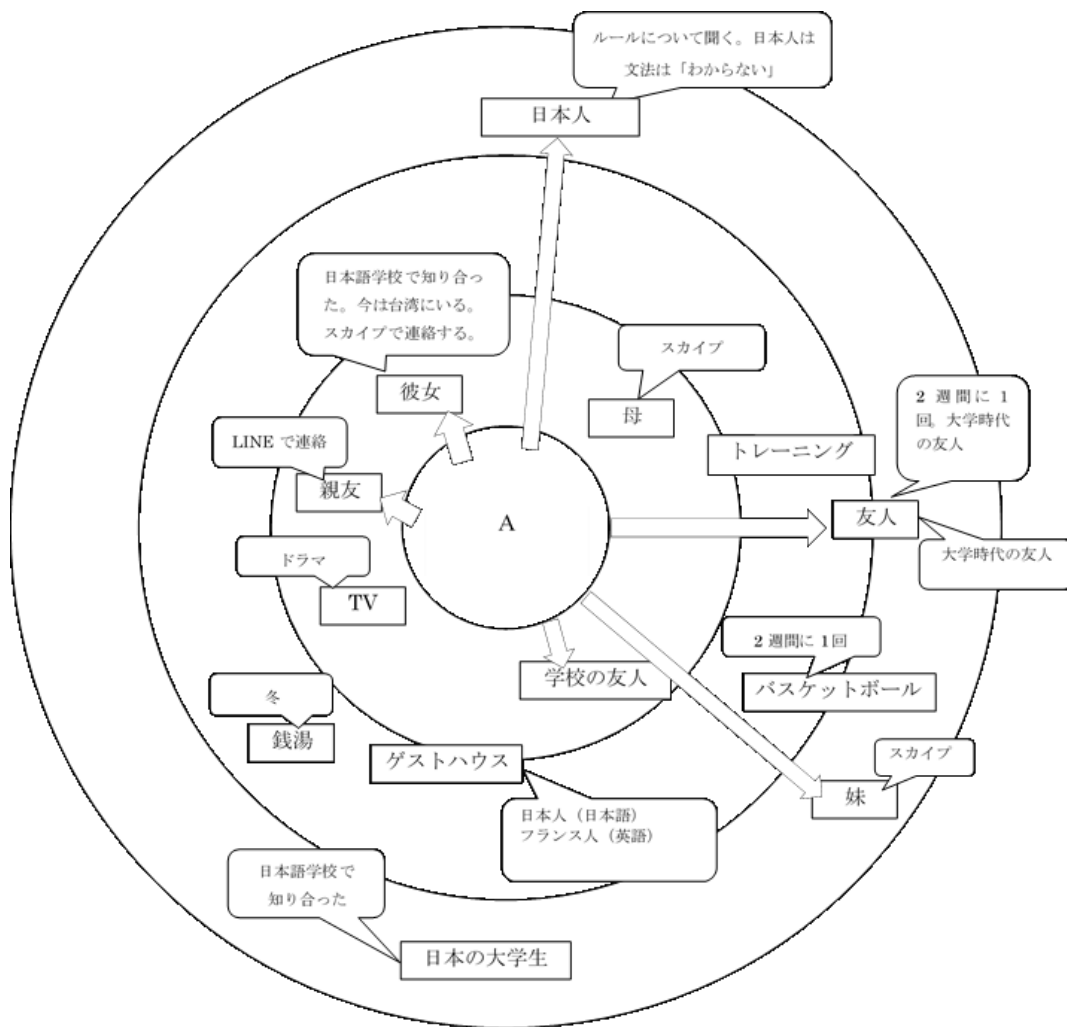 ルールについて聞く。日本人は
文法は「わからない」
日本人
日本語学校で知り合っ
た。今は台湾にいる。
スカイプで連絡する。
彼女
スカイプ
母
2 週間に 1
回。大学時代
の友人
トレーニング
LINE で連絡
親友
A
友人
大学時代の友人
ドラマ
TV
2 週間に 1 回
バスケットボール
学校の友人
冬
銭湯
ゲストハウス
スカイプ
妹
日本人（日本語）
フランス人（英語）
日本語学校で
知り合った
日本の大学生